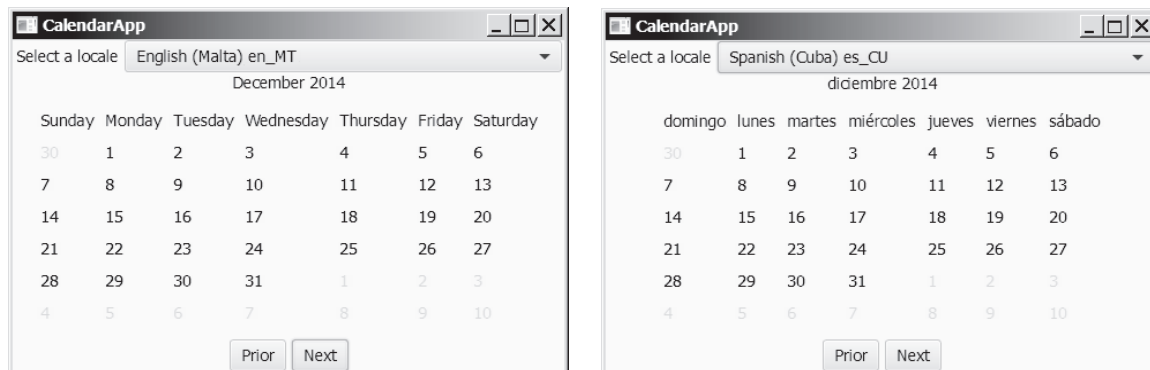 CalendarApp
Select a locale English (Malta) en_MT
December 2014
Sunday Monday Tuesday Wednesday Thursday Friday Saturday
30 1 2 3 4 5 6
7 8 9 10 11 12 13
14 15 16 17 18 19 20
21 22 23 24 25 26 27
28 29 30 31 1 2 3
4 5 6 7 8 9 10
Prior Next
CalendarApp
Select a locale Spanish (Cuba) es_CU
diciembre 2014
domingo lunes martes miércoles jueves viernes sábado
30 1 2 3 4 5 6
7 8 9 10 11 12 13
14 15 16 17 18 19 20
21 22 23 24 25 26 27
28 29 30 31 1 2 3
4 5 6 7 8 9 10
Prior Next